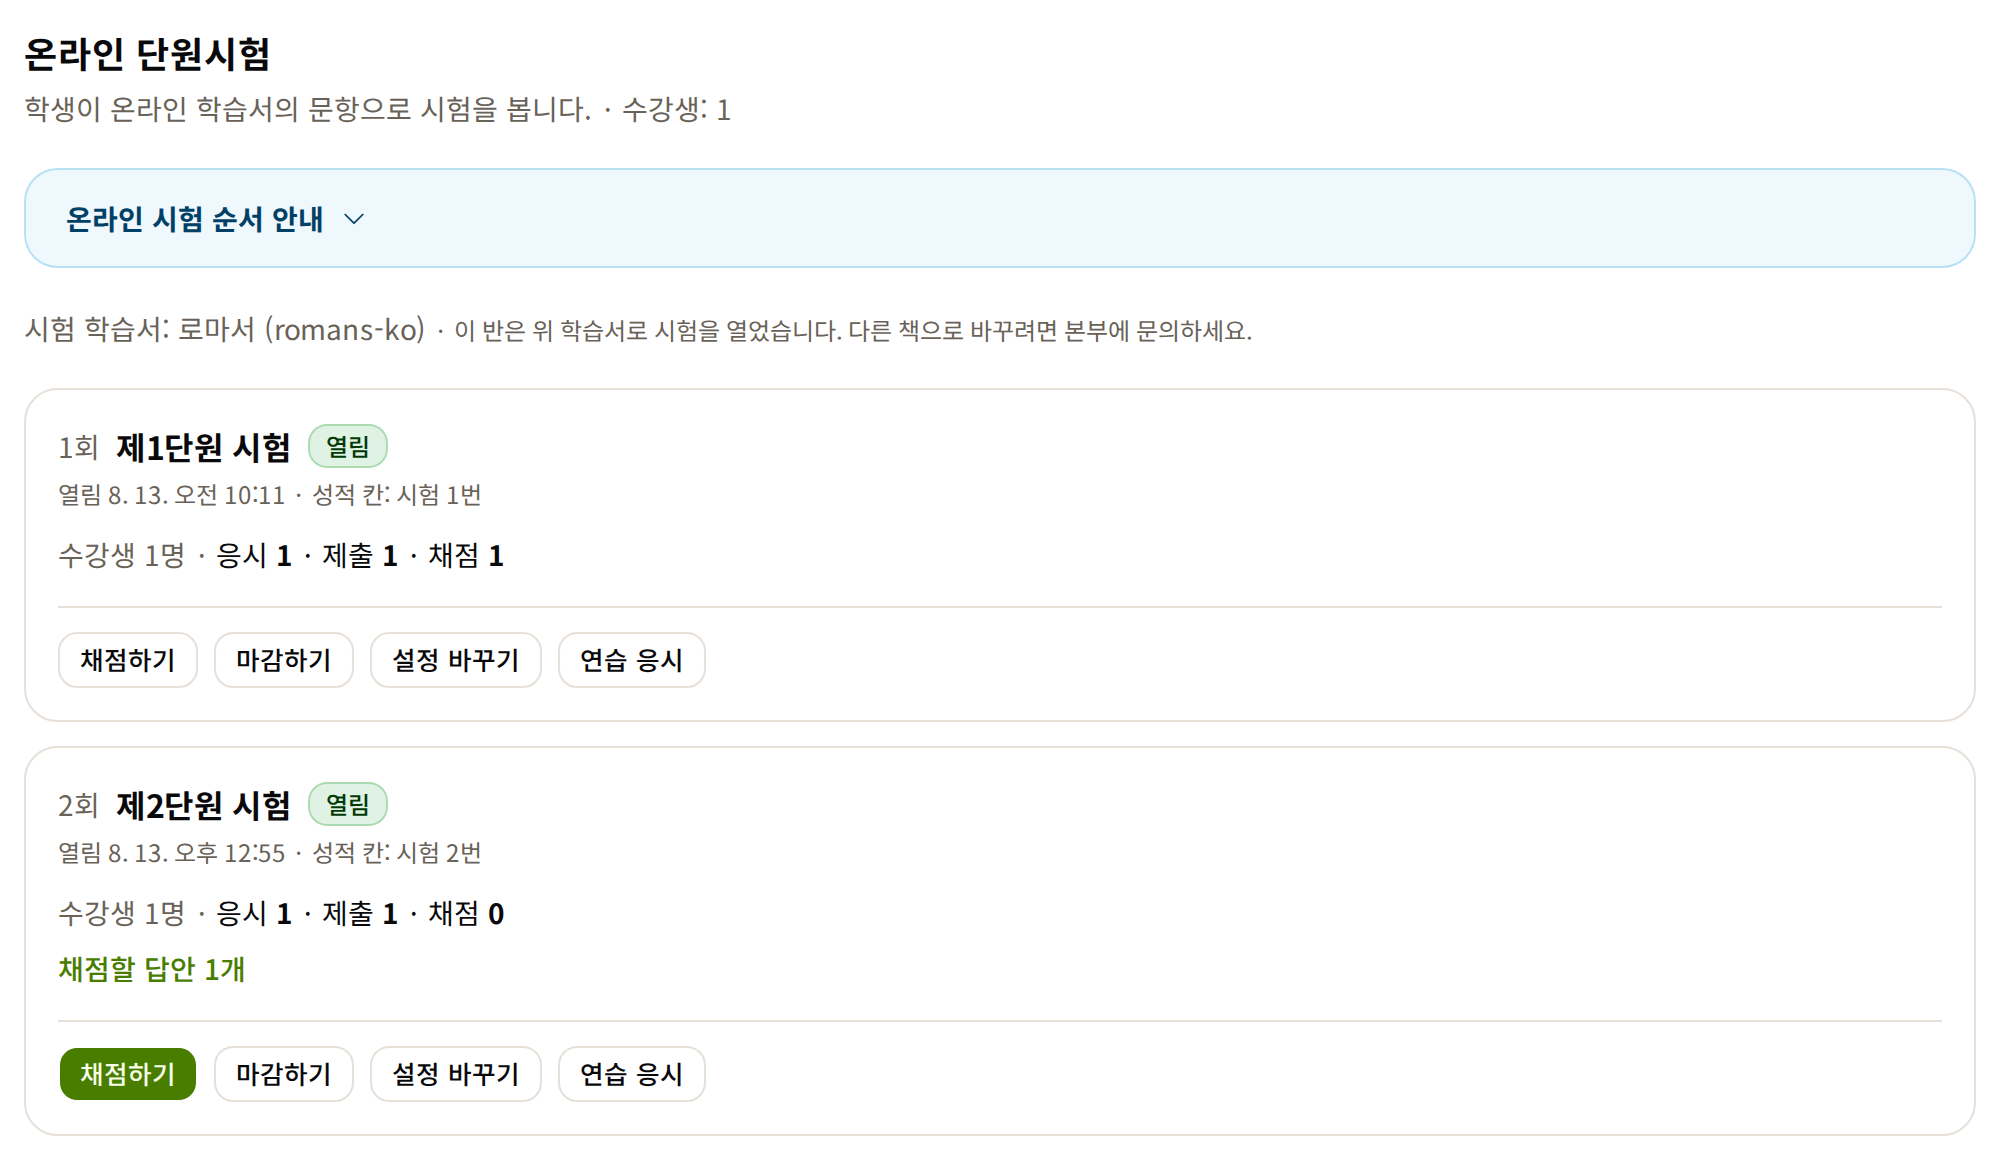 온라인 단원시험
학생이 온라인 학습서의 문항으로 시험을 봅니다. · 수강생: 1
온라인 시험 순서 안내
시험 학습서: 로마서 (romans-ko) · 이 반은 위 학습서로 시험을 열었습니다. 다른 책으로 바꾸려면 본부에 문의하세요.
1회 제1단원 시험 열림
열림 8. 13. 오전 10:11 · 성적 칸: 시험 1번
수강생 1명 · 응시 1 · 제출 1 · 채점 1
채점하기 마감하기 설정 바꾸기 연습 응시
2회 제2단원 시험 열림
열림 8. 13. 오후 12:55 · 성적 칸: 시험 2번
수강생 1명 · 응시 1 · 제출 1 · 채점 0
채점할 답안 1개
채점하기 마감하기 설정 바꾸기 연습 응시